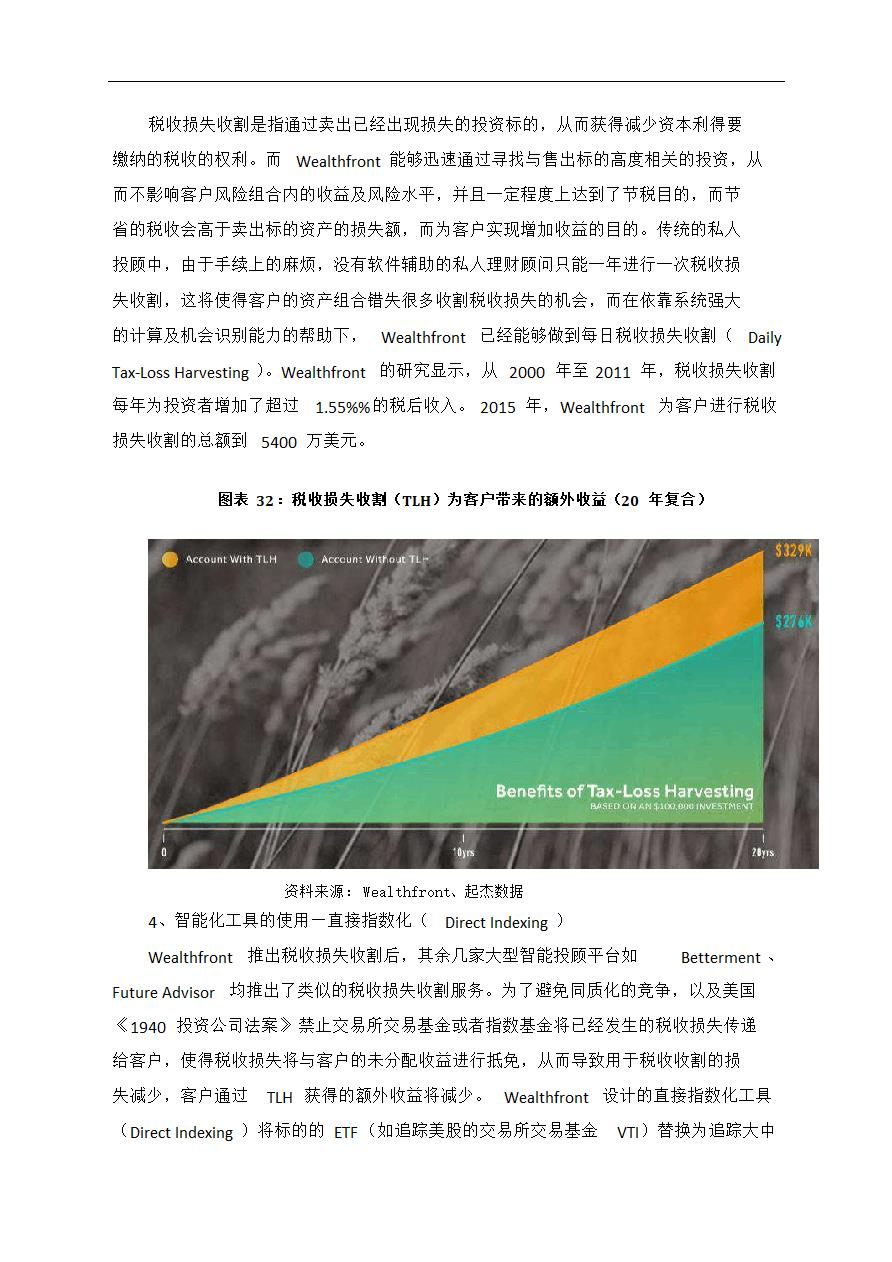 税收损失收割是指通过卖出已经出现损失的投资标的，从而获得减少资本利得要
缴纳的税收的权利。而 Wealthfront 能够迅速通过寻找与售出标的高度相关的投资，从
而不影响客户风险组合内的收益及风险水平，并且一定程度上达到了节税目的，而节
省的税收会高于卖出标的资产的损失额，而为客户实现增加收益的目的。传统的私人
投顾中，由于手续上的麻烦，没有软件辅助的私人理财顾问只能一年进行一次税收损
失收割，这将使得客户的资产组合错失很多收割税收损失的机会，而在依靠系统强大
的计算及机会识别能力的帮助下， Wealthfront 已经能够做到每日税收损失收割（ Daily
Tax-Loss Harvesting ）。Wealthfront 的研究显示，从 2000 年至 2011 年，税收损失收割
每年为投资者增加了超过 1.55%%的税后收入。 2015 年，Wealthfront 为客户进行税收
损失收割的总额到 5400 万美元。
图表 32：税收损失收割（TLH）为客户带来的额外收益（20 年复合）
Account With TLH Account Without TLH
$329K
$276K
Benefits of Tax-Loss Harvesting
BASED ON AN $100,000 INVESTMENT
0 10yrs 20yrs
资料来源：Wealthfront、起杰数据
4、智能化工具的使用—直接指数化（ Direct Indexing ）
Wealthfront 推出税收损失收割后，其余几家大型智能投顾平台如 Betterment 、
Future Advisor 均推出了类似的税收损失收割服务。为了避免同质化的竞争，以及美国
《1940 投资公司法案》禁止交易所交易基金或者指数基金将已经发生的税收损失传递
给客户，使得税收损失将与客户的未分配收益进行抵免，从而导致用于税收收割的损
失减少，客户通过 TLH 获得的额外收益将减少。 Wealthfront 设计的直接指数化工具
（Direct Indexing ）将标的的 ETF（如追踪美股的交易所交易基金 VTI）替换为追踪大中